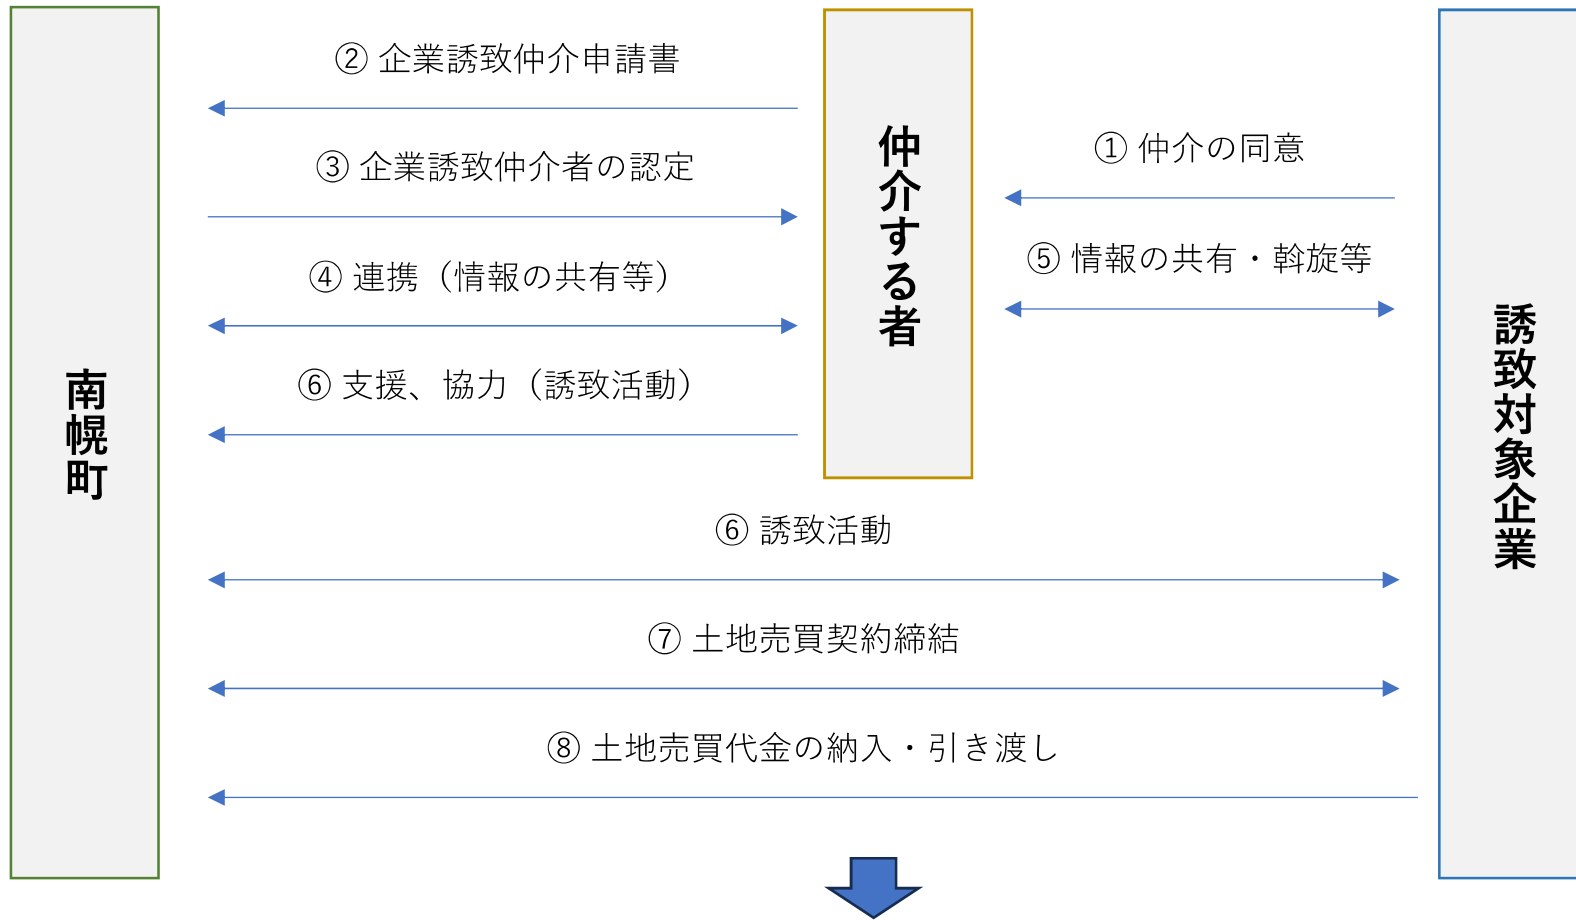 南幌町
仲介する者
誘致対象企業
② 企業誘致仲介申請書
③ 企業誘致仲介者の認定
④ 連携（情報の共有等）
⑥ 支援、協力（誘致活動）
① 仲介の同意
⑤ 情報の共有・斡旋等
⑥ 誘致活動
⑦ 土地売買契約締結
⑧ 土地売買代金の納入・引き渡し